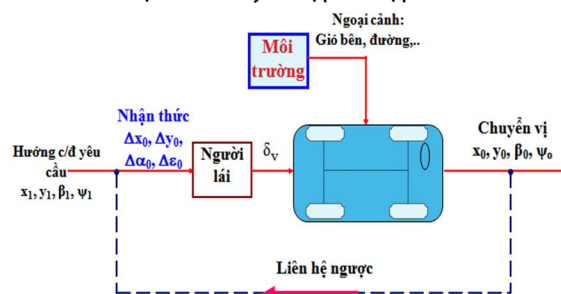 Ngoại cảnh:
Gió bên, đường,..
Môi
trường
Nhận thức
Δx₀, Δy₀,
Δα₀, Δε₀
Hướng c/đ yêu
cầu
x₁, y₁, β₁, ψ₁
Người
lái
δᵥ
Chuyển vị
x₀, y₀, β₀, ψₒ
Liên hệ ngược